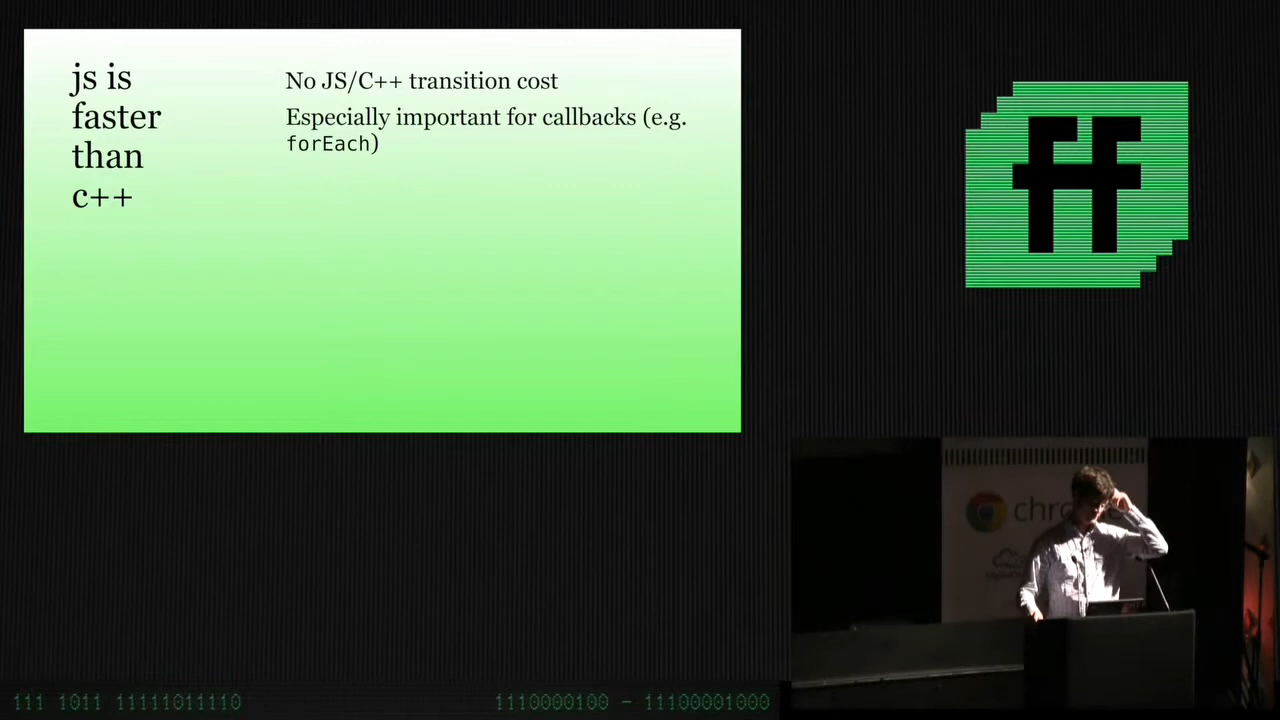 js is
faster
than
c++
No JS/C++ transition cost
Especially important for callbacks (e.g.
forEach)
ff
chrome
111 1011 11111011110
1110000100 - 11100001000